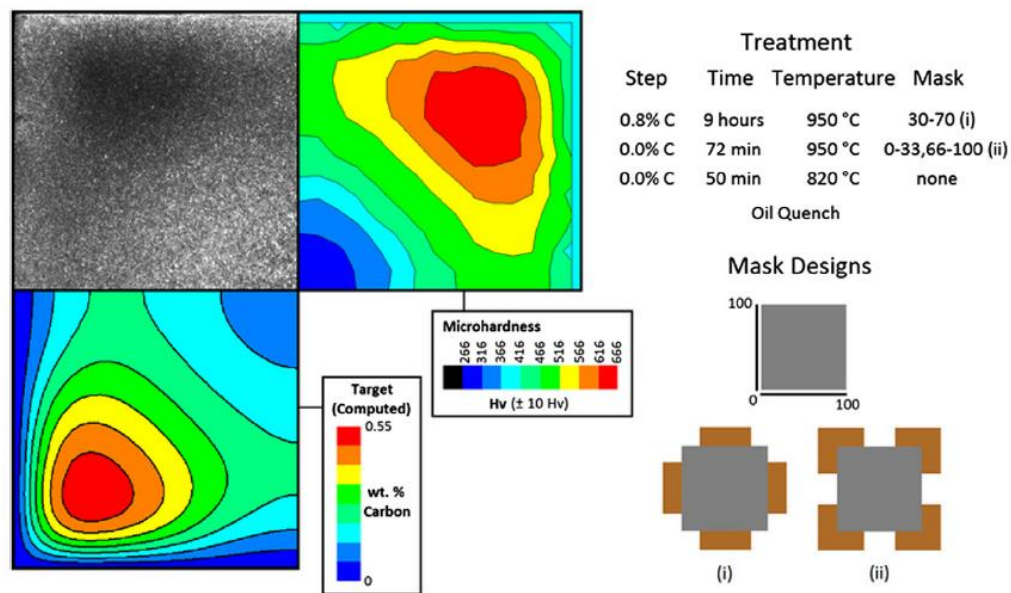 Treatment
Step Time Temperature Mask
0.8% C 9 hours 950 °C 30-70 (i)
0.0% C 72 min 950 °C 0-33,66-100 (ii)
0.0% C 50 min 820 °C none
Oil Quench
Mask Designs
100
0 100
(i) (ii)
Microhardness
266 316 366 416 466 516 566 616 666
Hv (± 10 Hv)
Target
(Computed)
0.55
wt. %
Carbon
0